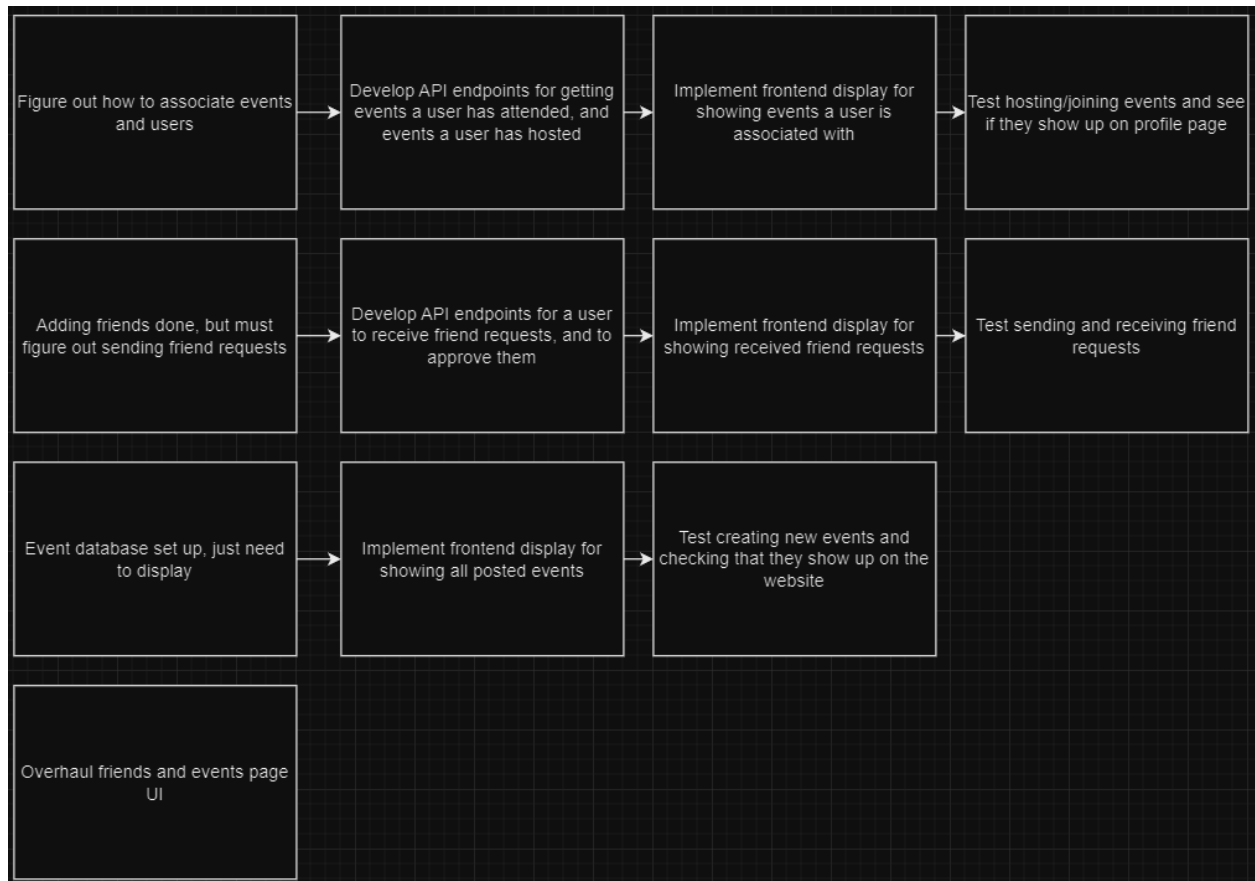 Figure out how to associate events
and users
Develop API endpoints for getting
events a user has attended, and
events a user has hosted
Implement frontend display for
showing events a user is
associated with
Test hosting/joining events and see
if they show up on profile page
Adding friends done, but must
figure out sending friend requests
Develop API endpoints for a user
to receive friend requests, and to
approve them
Implement frontend display for
showing received friend requests
Test sending and receiving friend
requests
Event database set up, just need
to display
Implement frontend display for
showing all posted events
Test creating new events and
checking that they show up on the
website
Overhaul friends and events page
UI